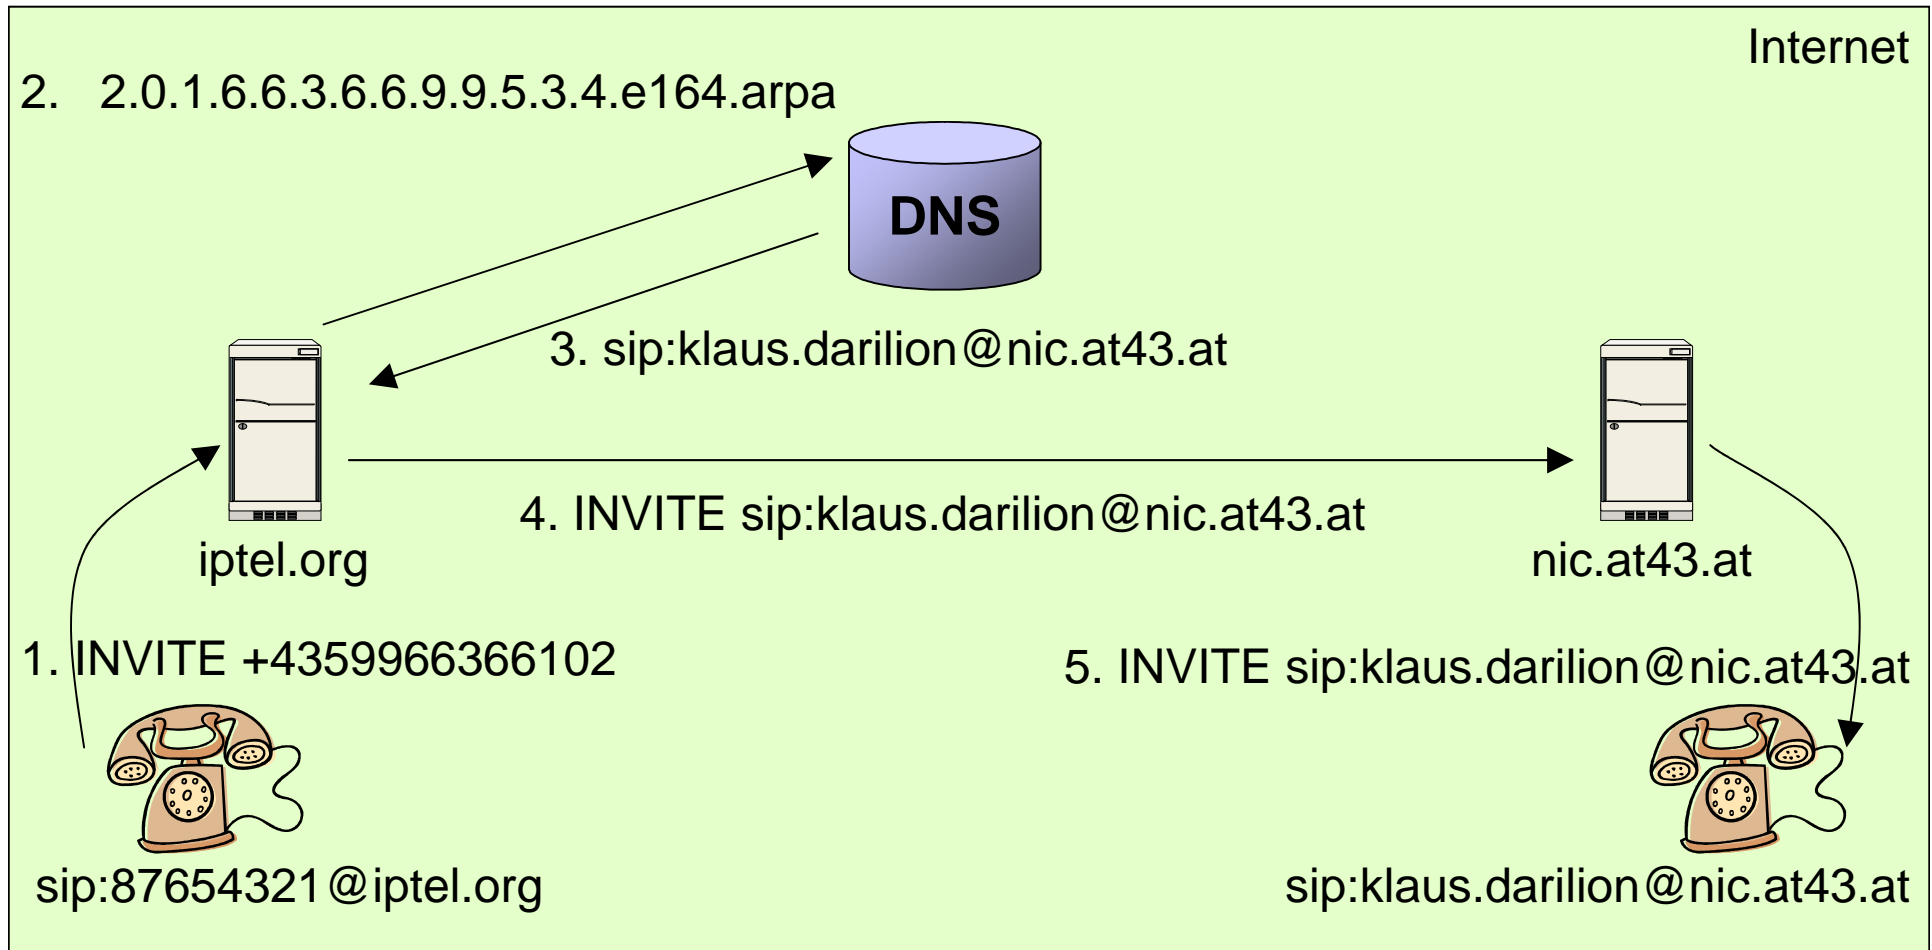 Internet
2. 2.0.1.6.6.3.6.6.9.9.5.3.4.e164.arpa
DNS
3. sip:klaus.darilion@nic.at43.at
4. INVITE sip:klaus.darilion@nic.at43.at
iptel.org
nic.at43.at
1. INVITE +4359966366102
5. INVITE sip:klaus.darilion@nic.at43.at
sip:87654321@iptel.org
sip:klaus.darilion@nic.at43.at